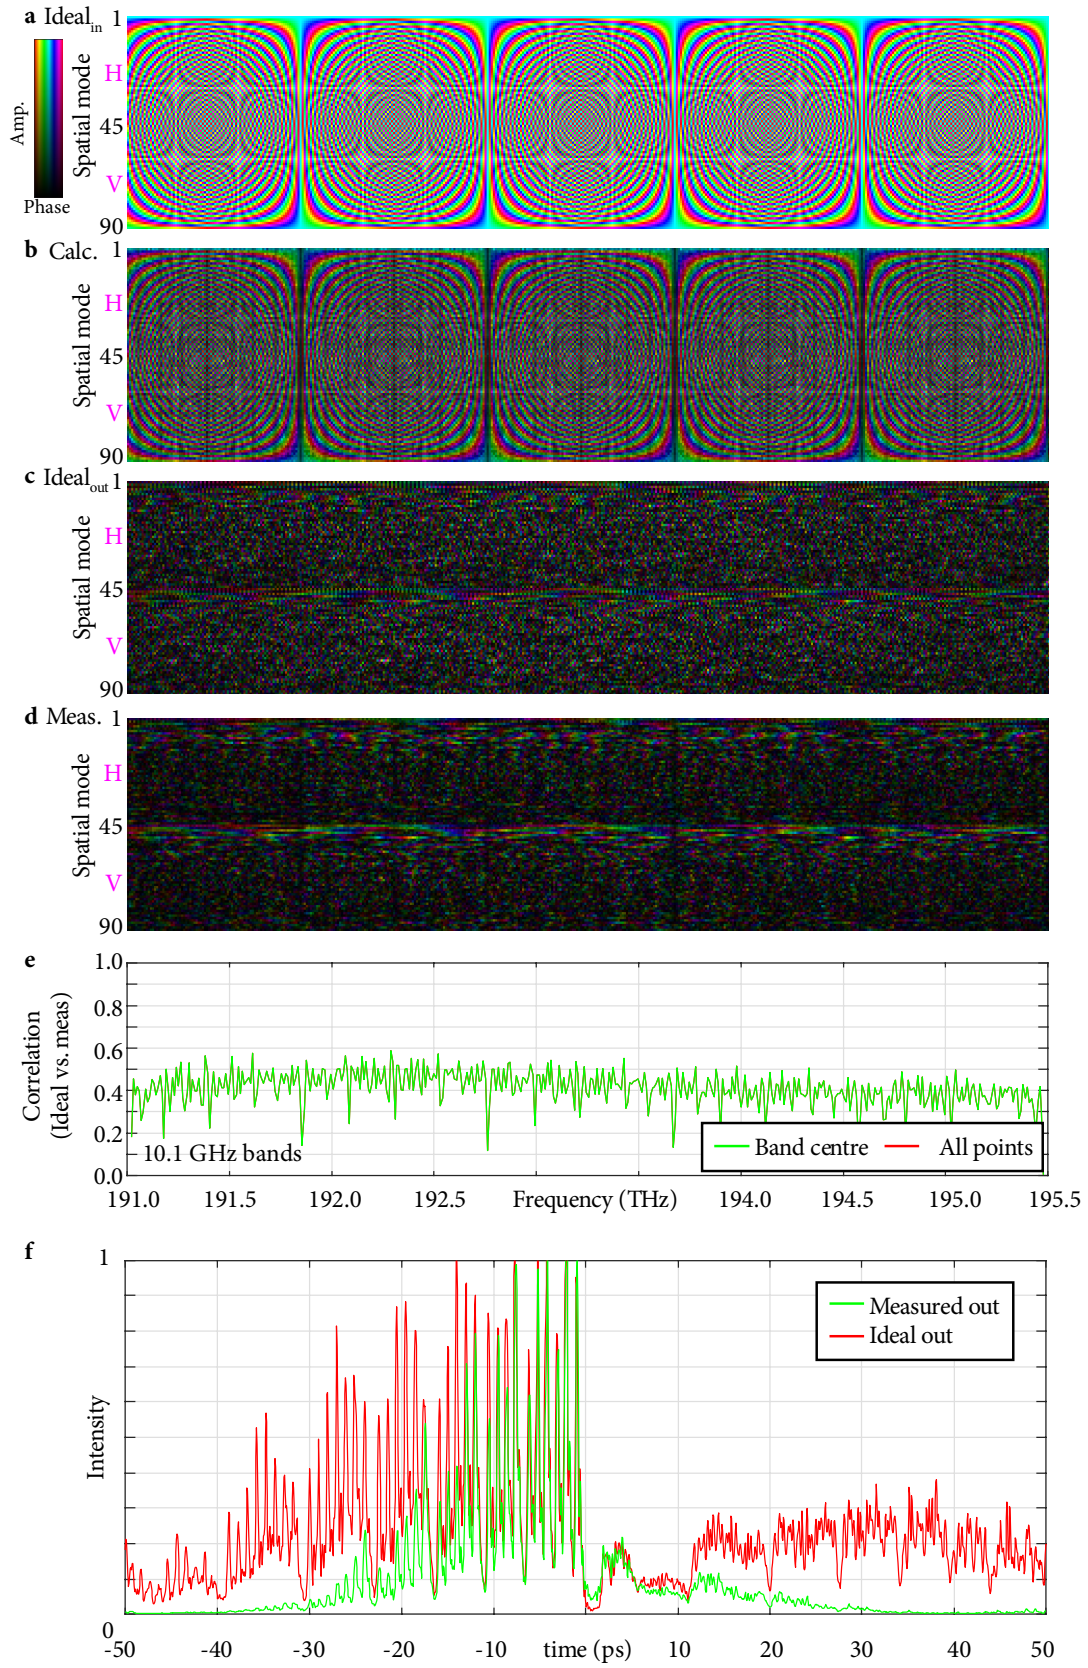 a Ideal_in 1
Amp.
Phase
Spatial mode
H
45
V
90
b Calc. 1
Spatial mode
H
45
V
90
c Ideal_out 1
Spatial mode
H
45
V
90
d Meas. 1
Spatial mode
H
45
V
90
e
1.0
0.8
0.6
0.4
0.2
0.0
Correlation
(Ideal vs. meas)
10.1 GHz bands
Band centre All points
191.0 191.5 192.0 192.5 Frequency (THz) 194.0 194.5 195.0 195.5
f
1
Intensity
0
Measured out
Ideal out
-50 -40 -30 -20 -10 time (ps) 10 20 30 40 50